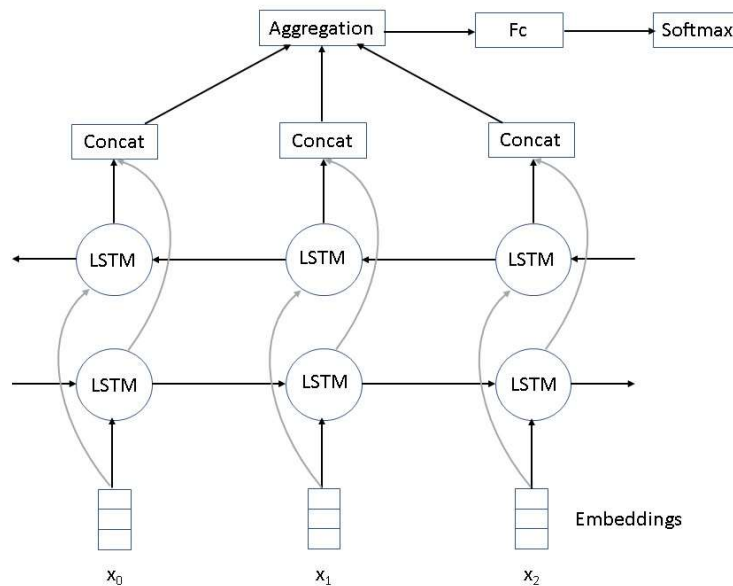 Aggregation Fc Softmax
Concat Concat Concat
LSTM LSTM LSTM
LSTM LSTM LSTM
Embeddings
x₀ x₁ x₂